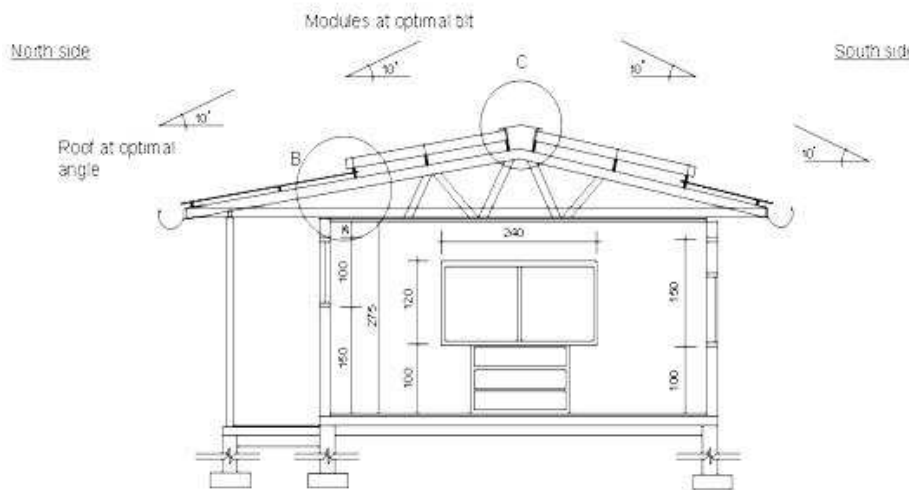 Modules at optimal tilt
North side
South side
C
10°
10°
10°
Roof at optimal
angle
B
10°
240
100
120
275
150
150
100
100